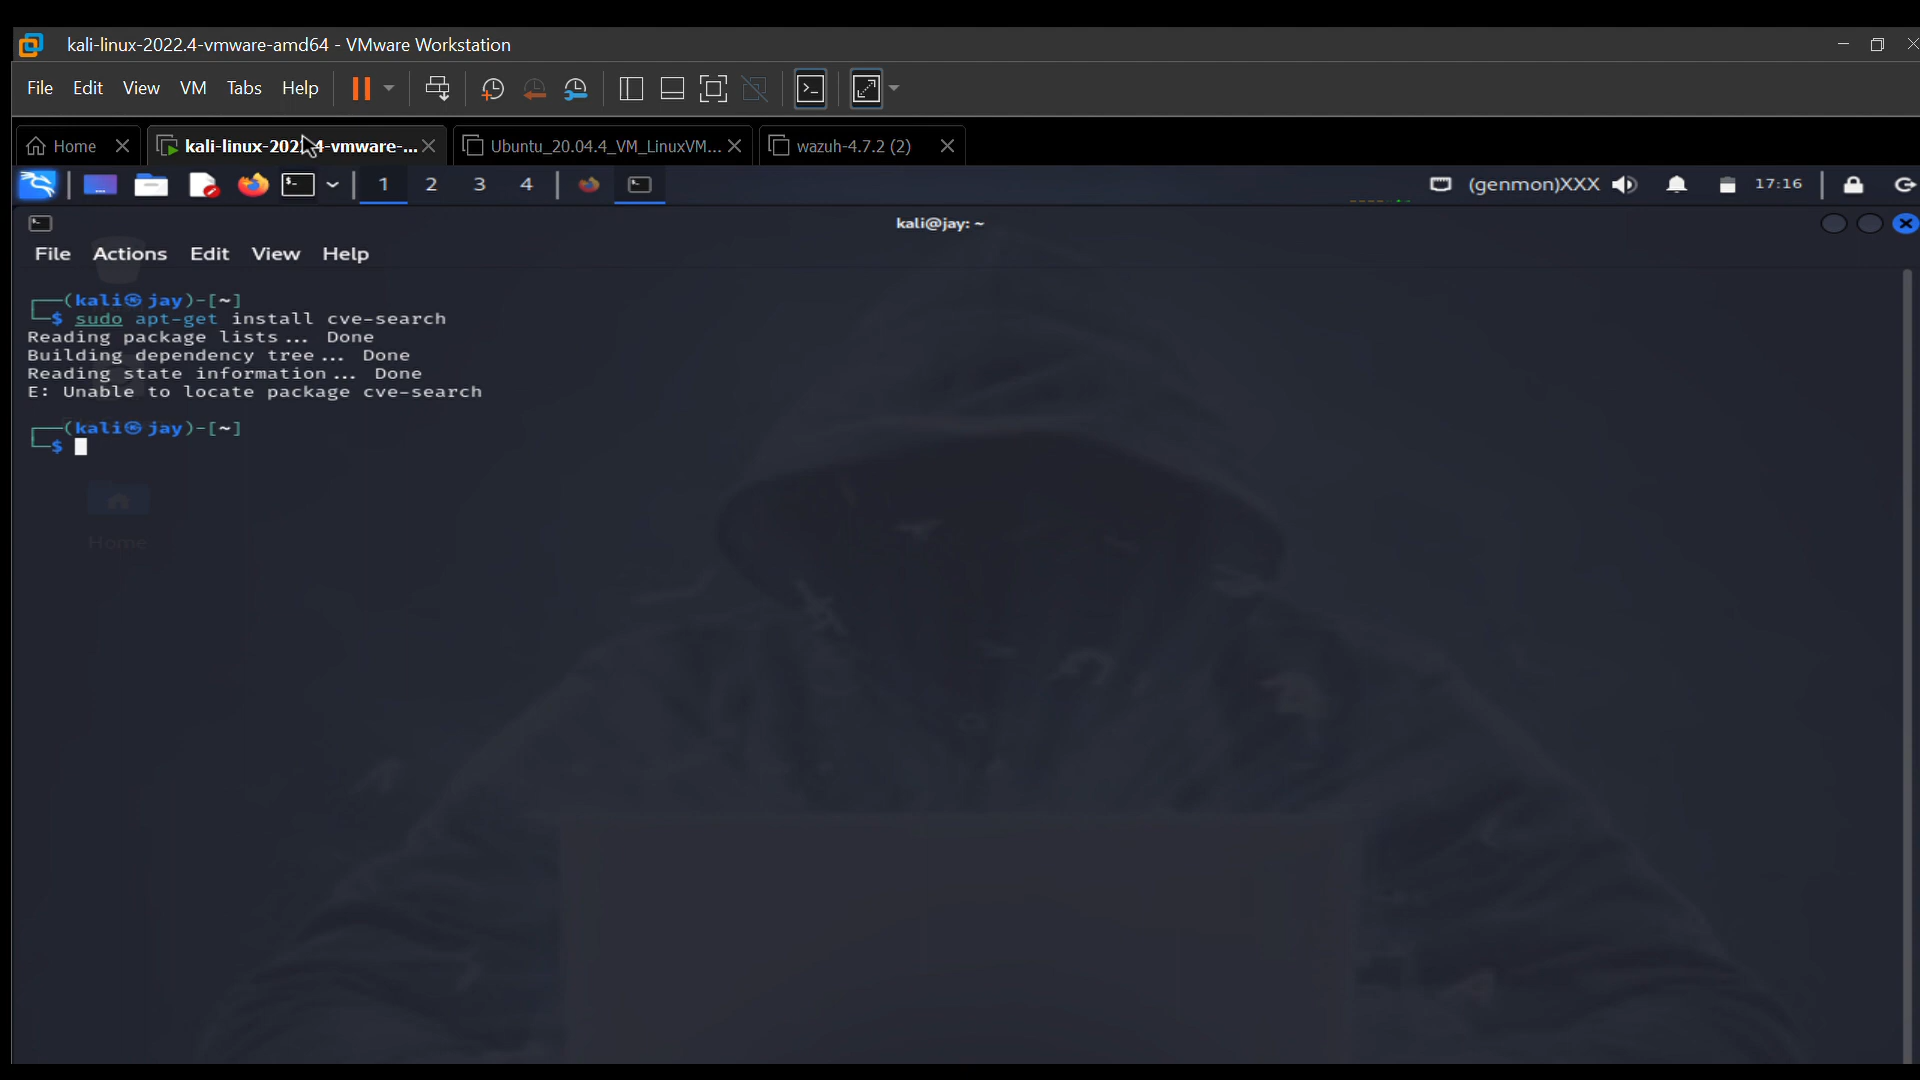 kali-linux-2022.4-vmware-amd64 - VMware Workstation
File Edit View VM Tabs Help
Home kali-linux-2022.4-vmware-... Ubuntu_20.04.4_VM_LinuxVM... wazuh-4.7.2 (2)
1 2 3 4 (genmon)XXX 17:16
kali@jay: ~
File Actions Edit View Help
(kali㉿jay)-[~]
$ sudo apt-get install cve-search
Reading package lists... Done
Building dependency tree... Done
Reading state information... Done
E: Unable to locate package cve-search
(kali㉿jay)-[~]
$
Home